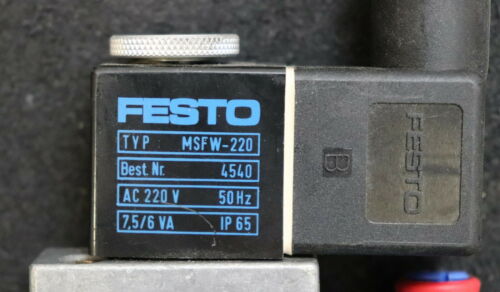 FESTO
TYP MSFW-220
Best. Nr. 4540
AC 220 V 50 Hz
7,5/6 VA IP 65
FESTO
B